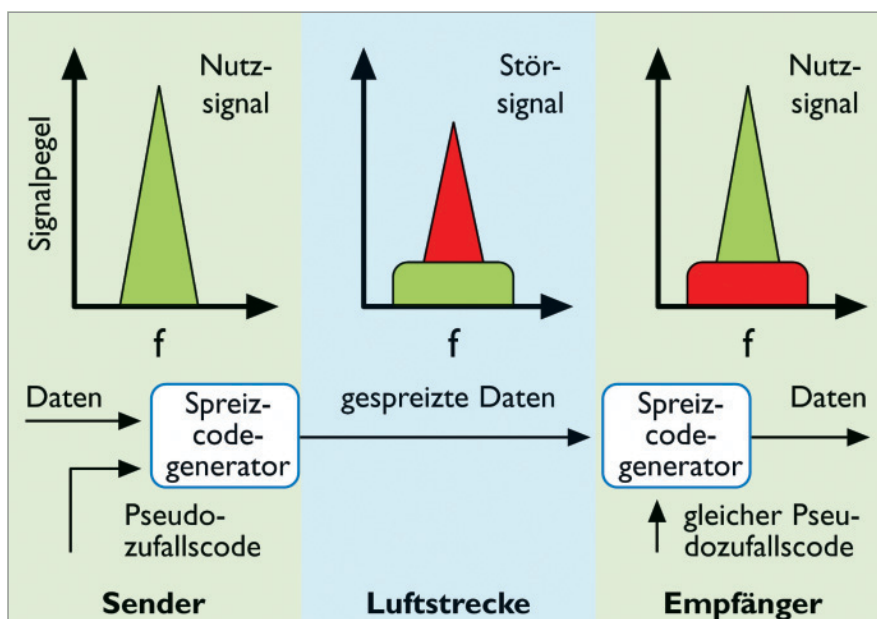 Nutz-
signal
Signalpegel
f
Stör-
signal
f
Nutz-
signal
f
Daten
Spreiz-
code-
generator
Pseudo-
zufallscode
gespreizte Daten
Spreiz-
code-
generator
Daten
gleicher Pseu-
dozufallscode
Sender
Luftstrecke
Empfänger